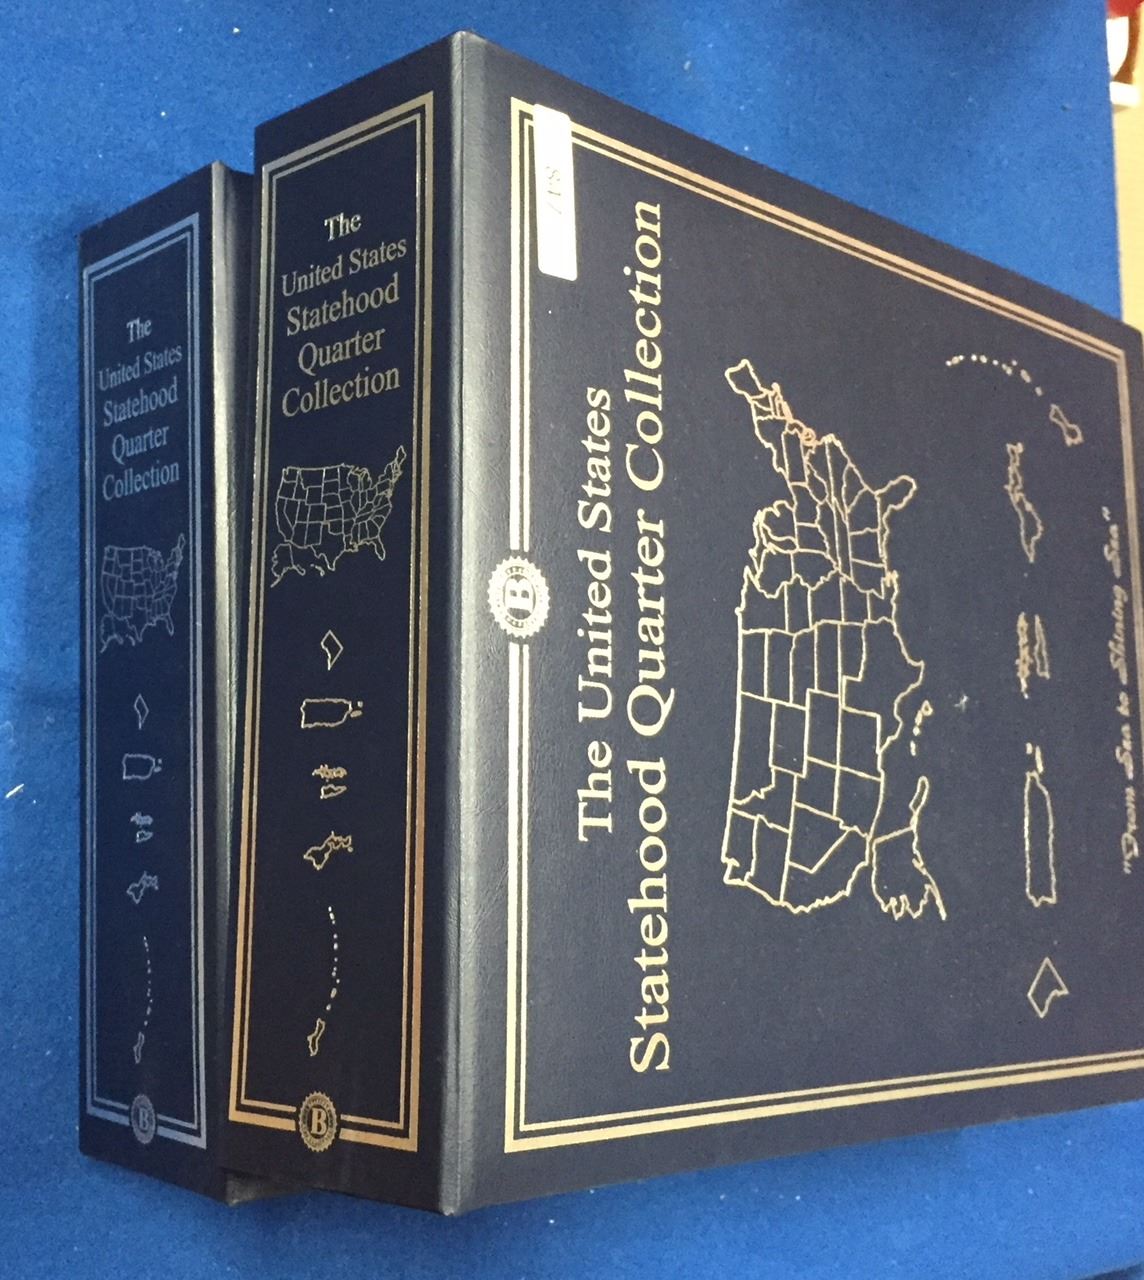 The
United States
Statehood
Quarter
Collection
B
The
United States
Statehood
Quarter
Collection
B
847
B
The United States
Statehood Quarter Collection
"From Sea to Shining Sea"